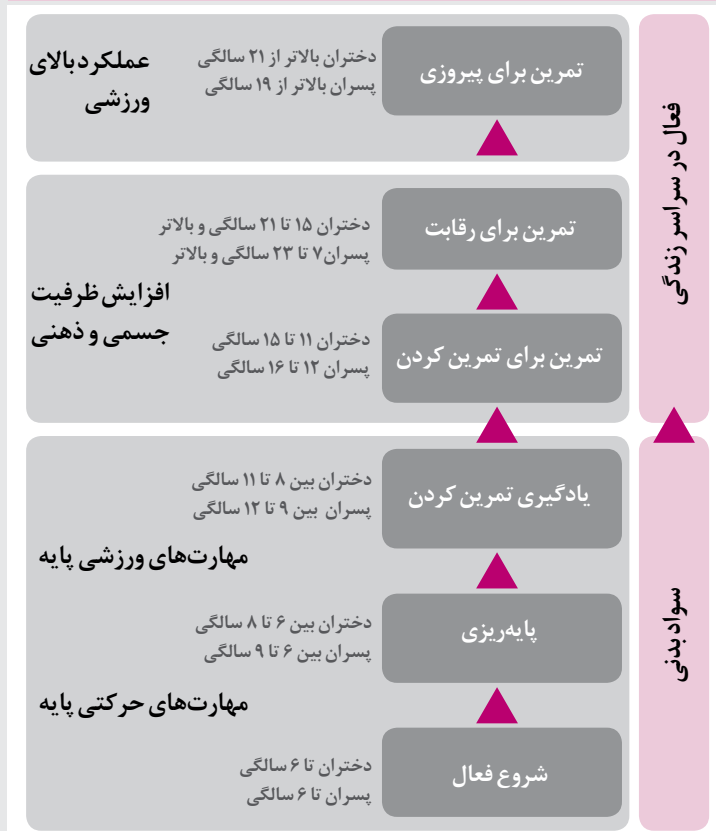 فعال در سراسر زندگی
تمرین برای پیروزی
دختران بالاتر از ۲۱ سالگی
پسران بالاتر از ۱۹ سالگی
عملکرد بالای
ورزشی
تمرین برای رقابت
دختران ۱۵ تا ۲۱ سالگی و بالاتر
پسران۷ تا ۲۳ سالگی و بالاتر
افزایش ظرفیت
جسمی و ذهنی
تمرین برای تمرین کردن
دختران ۱۱ تا ۱۵ سالگی
پسران ۱۲ تا ۱۶ سالگی
سواد بدنی
یادگیری تمرین کردن
دختران بین ۸ تا ۱۱ سالگی
پسران بین ۹ تا ۱۲ سالگی
مهارت‌های ورزشی پایه
پایه‌ریزی
دختران بین ۶ تا ۸ سالگی
پسران بین ۶ تا ۹ سالگی
مهارت‌های حرکتی پایه
شروع فعال
دختران تا ۶ سالگی
پسران تا ۶ سالگی